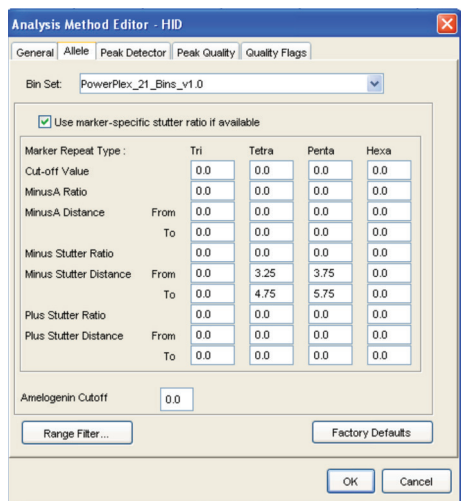 Analysis Method Editor - HID
General Allele Peak Detector Peak Quality Quality Flags
Bin Set: PowerPlex_21_Bins_v1.0
Use marker-specific stutter ratio if available
Marker Repeat Type : Tri Tetra Penta Hexa
Cut-off Value 0.0 0.0 0.0 0.0
MinusA Ratio 0.0 0.0 0.0 0.0
MinusA Distance From 0.0 0.0 0.0 0.0
To 0.0 0.0 0.0 0.0
Minus Stutter Ratio 0.0 0.0 0.0 0.0
Minus Stutter Distance From 0.0 3.25 3.75 0.0
To 0.0 4.75 5.75 0.0
Plus Stutter Ratio 0.0 0.0 0.0 0.0
Plus Stutter Distance From 0.0 0.0 0.0 0.0
To 0.0 0.0 0.0 0.0
Amelogenin Cutoff 0.0
Range Filter... Factory Defaults
OK Cancel